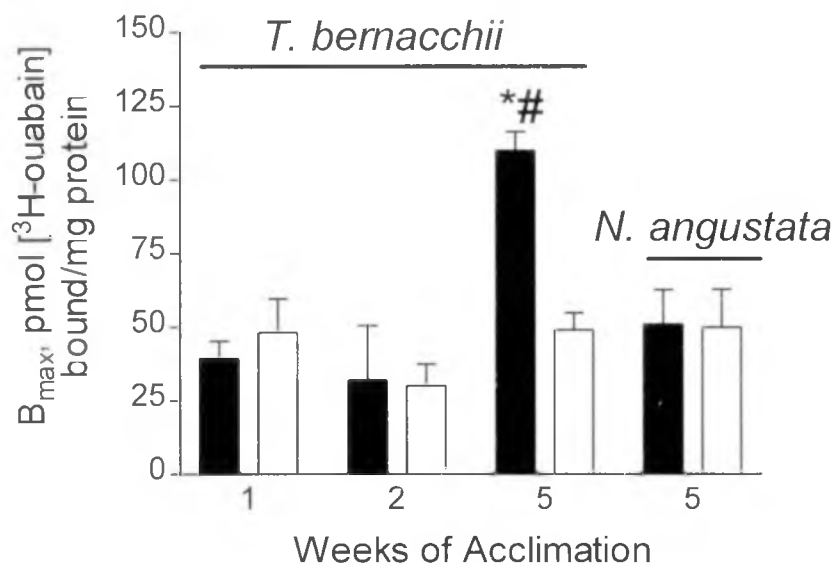 T. bernacchii
*#
N. angustata
Bmax, pmol [³H-ouabain]
bound/mg protein
150
125
100
75
50
25
0
1 2 5 5
Weeks of Acclimation